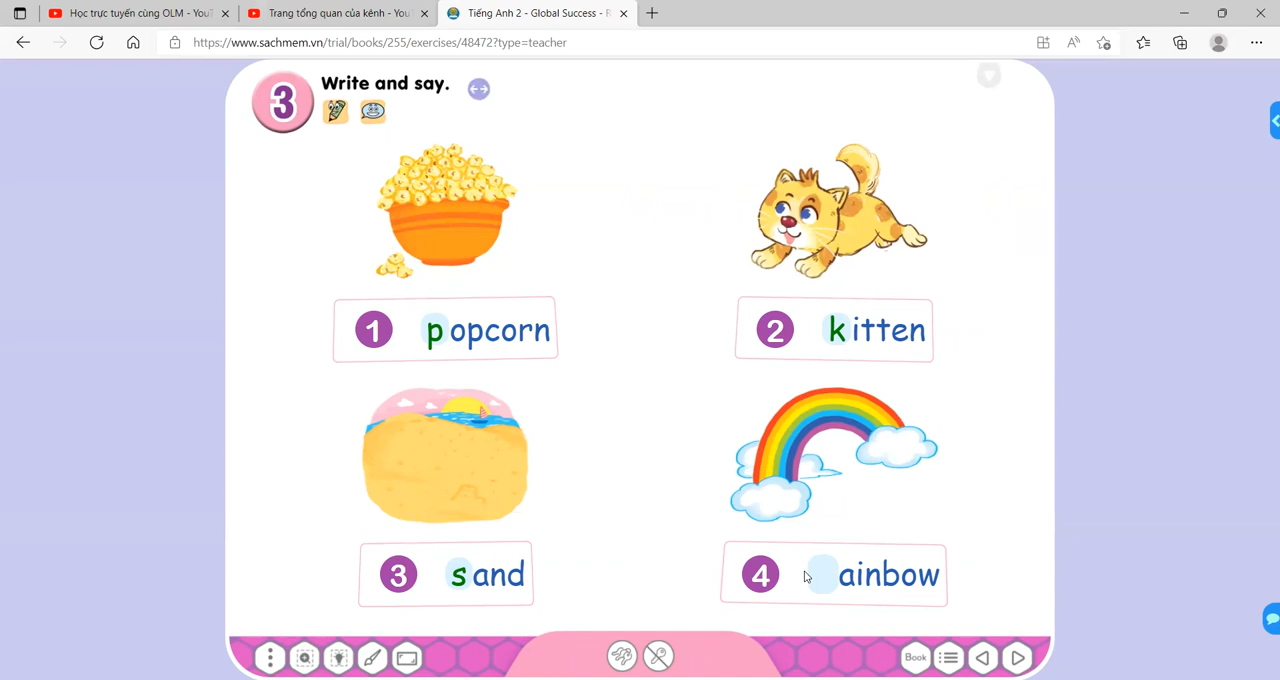 Học trực tuyến cùng OLM - YouT
Trang tổng quan của kênh - YouT
Tiếng Anh 2 - Global Success - R
https://www.sachmem.vn/trial/books/255/exercises/48472?type=teacher
3 Write and say.
1 popcorn
2 kitten
3 sand
4 ainbow
Book